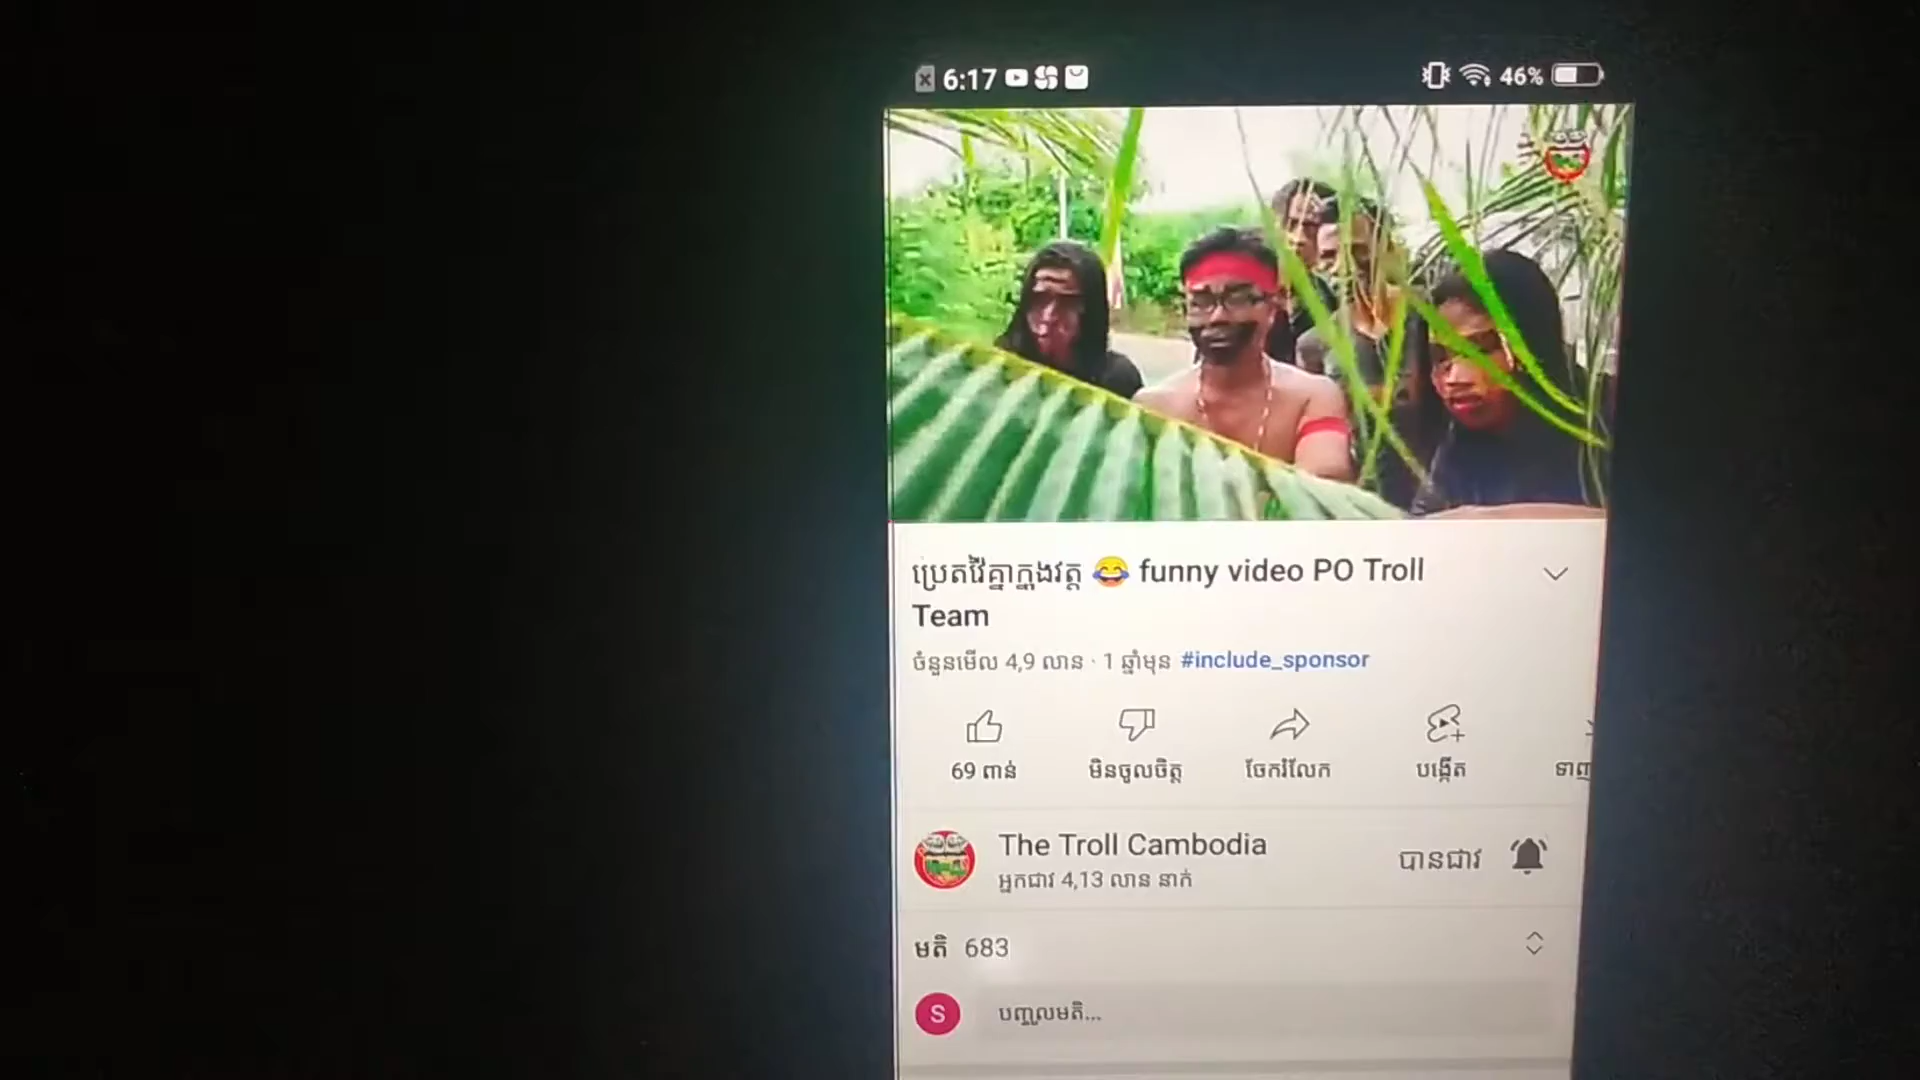 6:17
46%
ប្រេតវៃគ្នាក្នុងវត្ត 😂 funny video PO Troll
Team
ចំនួនមើល 4,9 លាន · 1 ឆ្នាំមុន #include_sponsor
69 ពាន់ មិនចូលចិត្ត ចែករំលែក បង្កើត ទាញ
The Troll Cambodia
អ្នកជាវ 4,13 លាន នាក់
បានជាវ
មតិ 683
S
បញ្ចូលមតិ...